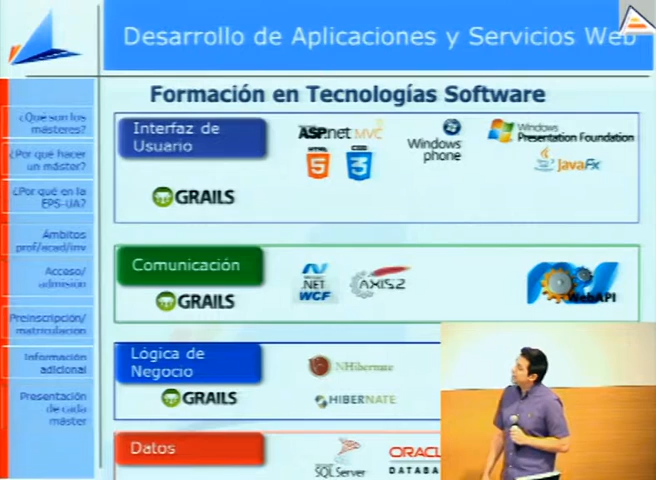 Desarrollo de Aplicaciones y Servicios Web
Formación en Tecnologías Software
¿Qué son los
másteres?
¿Por qué hacer
un máster?
¿Por qué en la
EPS-UA?
Ámbitos
prof/acad/inv
Acceso/
admisión
Preinscripción/
matriculación
Información
adicional
Presentación
de cada
máster
Interfaz de
Usuario
GRAILS
ASP.net MVC
HTML
5
CSS
3
Windows
phone
Windows
Presentation Foundation
JavaFX
Comunicación
GRAILS
.NET
WCF
AXIS2
WebAPI
Lógica de
Negocio
GRAILS
NHibernate
HIBERNATE
Datos
SQL Server
ORACL
DATABA